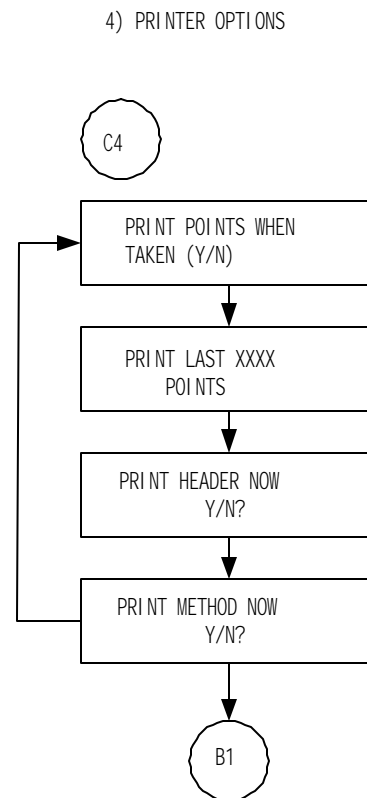 4) PRINTER OPTIONS
C4
PRINT POINTS WHEN
TAKEN (Y/N)
PRINT LAST XXXX
POINTS
PRINT HEADER NOW
Y/N?
PRINT METHOD NOW
Y/N?
B1